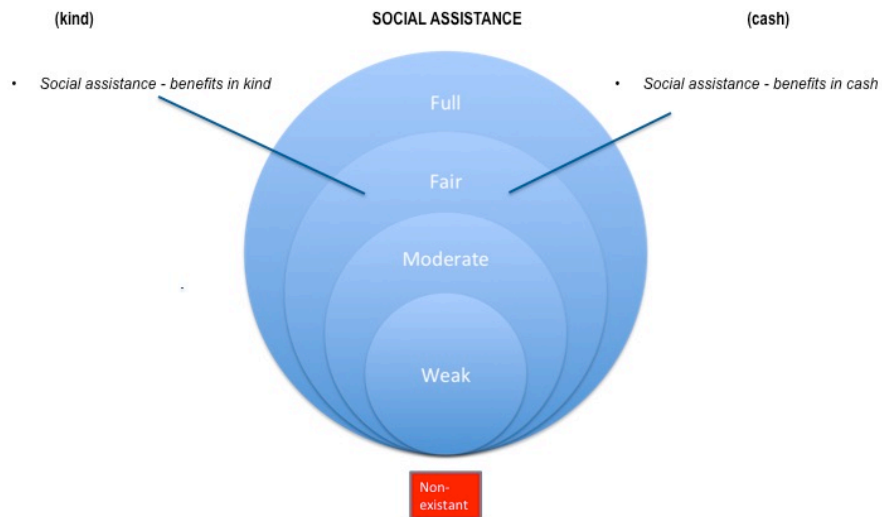 (kind) SOCIAL ASSISTANCE (cash)
• Social assistance - benefits in kind
• Social assistance - benefits in cash
Full
Fair
Moderate
Weak
Non-
existant